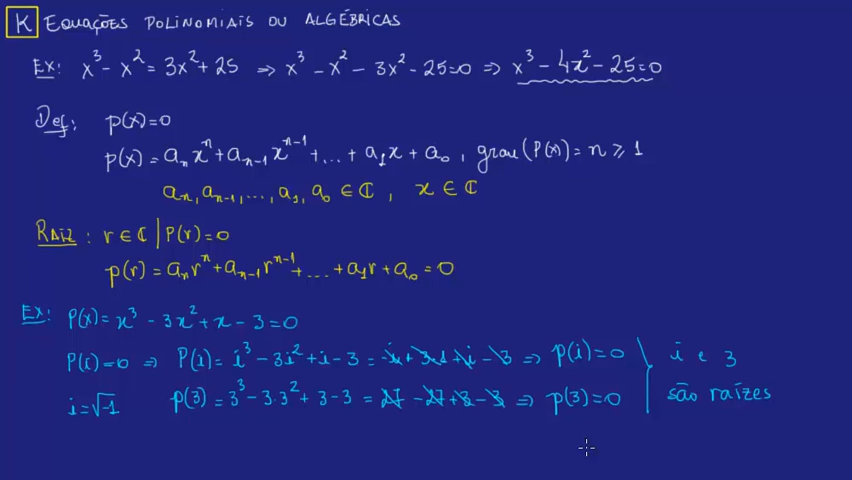 K EQUAÇÕES POLINOMIAIS OU ALGÉBRICAS
EX: x³ - x² = 3x² + 25 ⇒ x³ - x² - 3x² - 25 = 0 ⇒ x³ - 4x² - 25 = 0
Def: p(x) = 0
p(x) = aₙxⁿ + aₙ₋₁xⁿ⁻¹ + ... + a₁x + a₀, grau(P(x)) = n ≥ 1
aₙ, aₙ₋₁, ..., a₁, a₀ ∈ ℂ, x ∈ ℂ
RAIZ: r ∈ ℂ | P(r) = 0
p(r) = aₙrⁿ + aₙ₋₁rⁿ⁻¹ + ... + a₁r + a₀ = 0
EX: P(x) = x³ - 3x² + x - 3 = 0
P(i) = 0 ⇒ P(i) = i³ - 3i² + i - 3 = -i + 3.1 + i - 3 ⇒ p(i) = 0 i e 3
i = √-1 p(3) = 3³ - 3.3² + 3 - 3 = 27 - 27 + 3 - 3 ⇒ p(3) = 0 são raízes